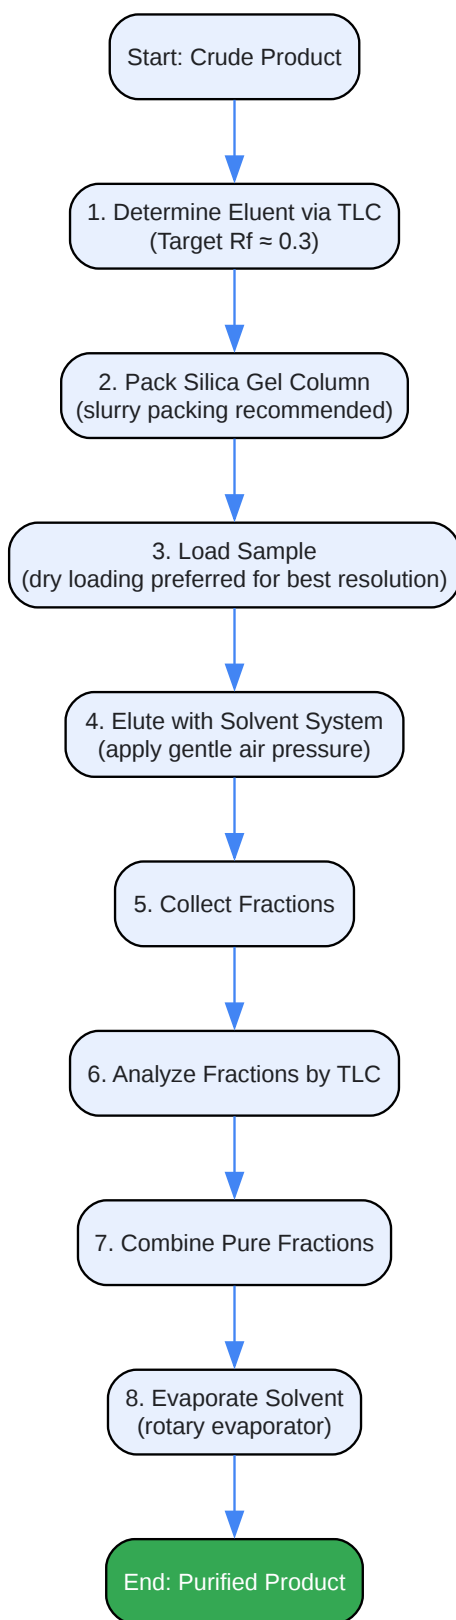 Start: Crude Product
1. Determine Eluent via TLC
(Target Rf ≈ 0.3)
2. Pack Silica Gel Column
(slurry packing recommended)
3. Load Sample
(dry loading preferred for best resolution)
4. Elute with Solvent System
(apply gentle air pressure)
5. Collect Fractions
6. Analyze Fractions by TLC
7. Combine Pure Fractions
8. Evaporate Solvent
(rotary evaporator)
End: Purified Product